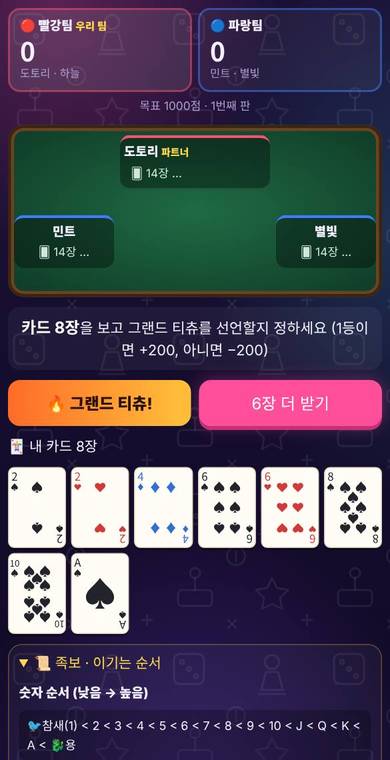 🔴 빨강팀 우리 팀
0
도토리 · 하늘
🔵 파랑팀
0
민트 · 별빛
목표 1000점 · 1번째 판
도토리 파트너
🂠 14장 ...
민트
🂠 14장 ...
별빛
🂠 14장 ...
카드 8장을 보고 그랜드 티츄를 선언할지 정하세요 (1등이
면 +200, 아니면 −200)
🔥 그랜드 티츄!
6장 더 받기
🃏 내 카드 8장
2 ♠ 2
2 ♥ 2
4 ♦ 4
6 ♠ 6
6 ♥ 6
8 ♠ 8
10 ♠ 10
A ♠ A
▼ 📜 족보 · 이기는 순서
숫자 순서 (낮음 → 높음)
🐦참새(1) < 2 < 3 < 4 < 5 < 6 < 7 < 8 < 9 < 10 < J < Q < K <
A < 🐉용